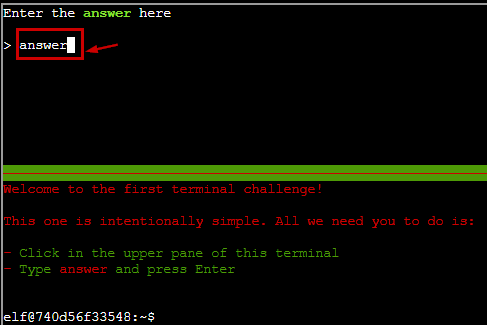 Enter the answer here
> answer
Welcome to the first terminal challenge!
This one is intentionally simple. All we need you to do is:
- Click in the upper pane of this terminal
- Type answer and press Enter
elf@740d56f33548:~$